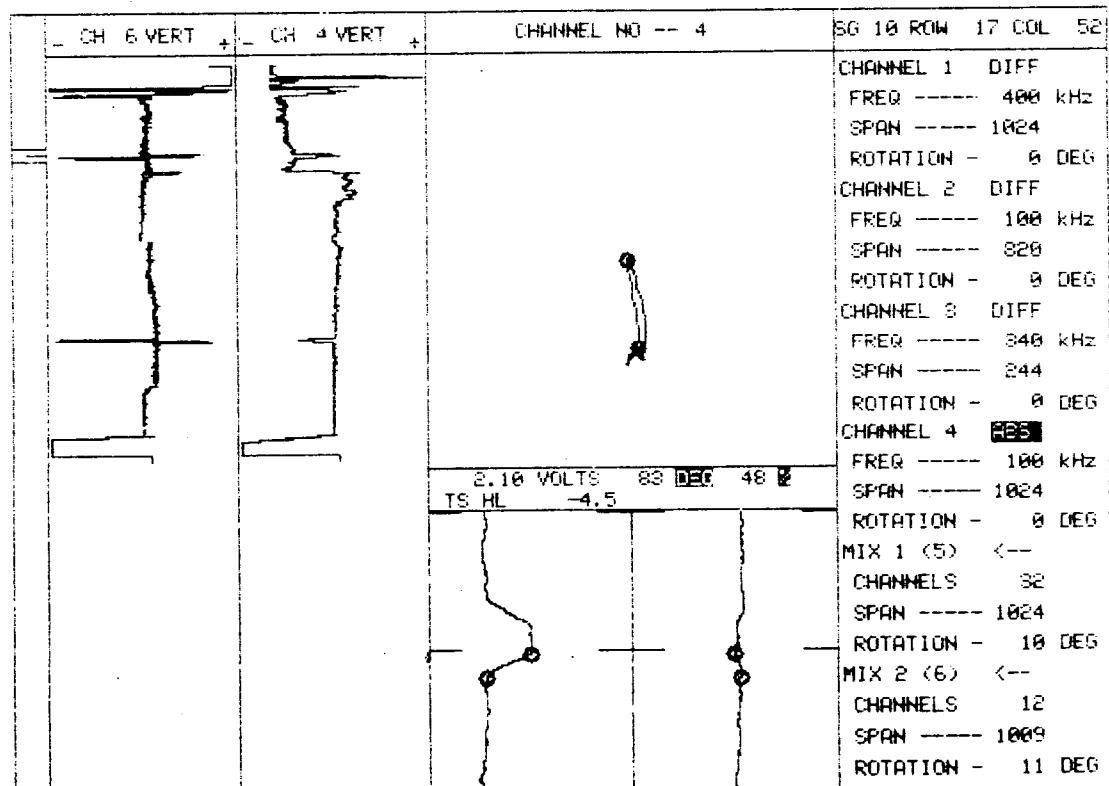 - CH 6 VERT +
- CH 4 VERT +
CHANNEL NO -- 4
SG 10 ROW 17 COL 52
CHANNEL 1 DIFF
FREQ ----- 400 kHz
SPAN ----- 1024
ROTATION - 0 DEG
CHANNEL 2 DIFF
FREQ ----- 100 kHz
SPAN ----- 820
ROTATION - 0 DEG
CHANNEL 3 DIFF
FREQ ----- 340 kHz
SPAN ----- 244
ROTATION - 0 DEG
CHANNEL 4 ABS
FREQ ----- 100 kHz
SPAN ----- 1024
ROTATION - 0 DEG
MIX 1 (5) <--
CHANNELS 32
SPAN ----- 1024
ROTATION - 10 DEG
MIX 2 (6) <--
CHANNELS 12
SPAN ----- 1009
ROTATION - 11 DEG
2.10 VOLTS 83 DEG 48
TS HL -4.5